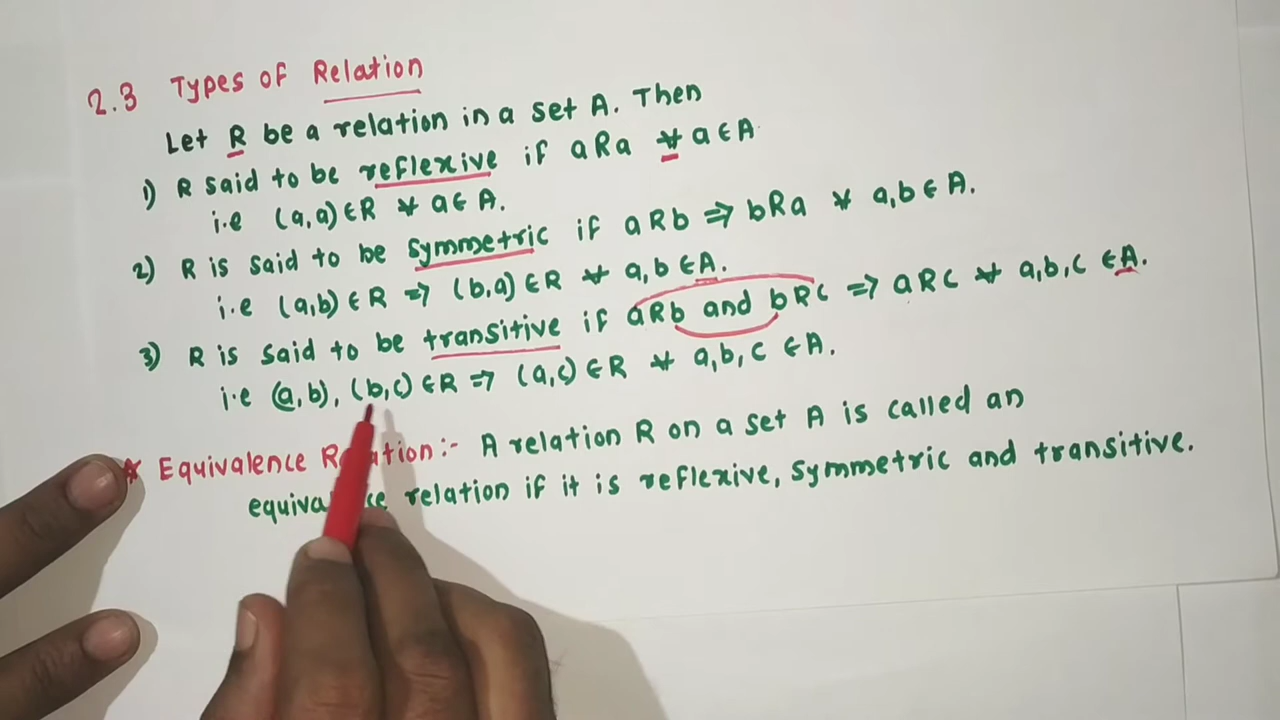 2.3 Types of Relation
Let R be a relation in a set A. Then
1) R said to be reflexive if aRa ∀ a∈A
i.e (a,a)∈R ∀ a∈A.
2) R is said to be symmetric if aRb ⇒ bRa ∀ a,b∈A.
i.e (a,b)∈R ⇒ (b,a)∈R ∀ a,b∈A.
3) R is said to be transitive if aRb and bRc ⇒ aRc ∀ a,b,c∈A.
i.e (a,b), (b,c)∈R ⇒ (a,c)∈R ∀ a,b,c∈A.
* Equivalence Relation:- A relation R on a set A is called an
equivalence relation if it is reflexive, symmetric and transitive.